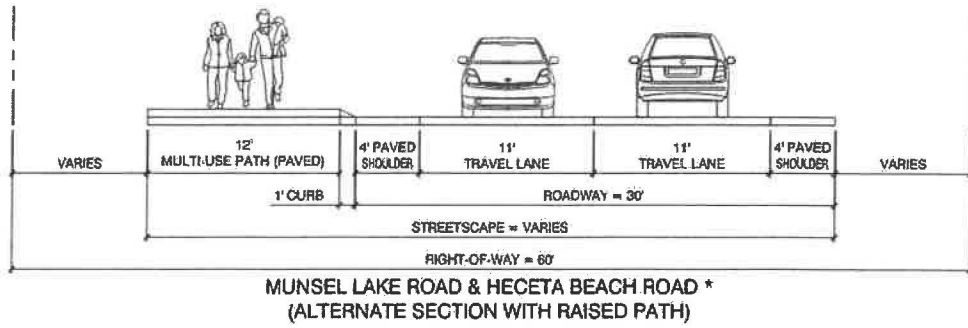 VARIES
12'
MULTI-USE PATH (PAVED)
4' PAVED
SHOULDER
11'
TRAVEL LANE
11'
TRAVEL LANE
4' PAVED
SHOULDER
VARIES
1' CURB
ROADWAY = 30'
STREETSCAPE = VARIES
RIGHT-OF-WAY = 60'
MUNSEL LAKE ROAD & HECETA BEACH ROAD *
(ALTERNATE SECTION WITH RAISED PATH)